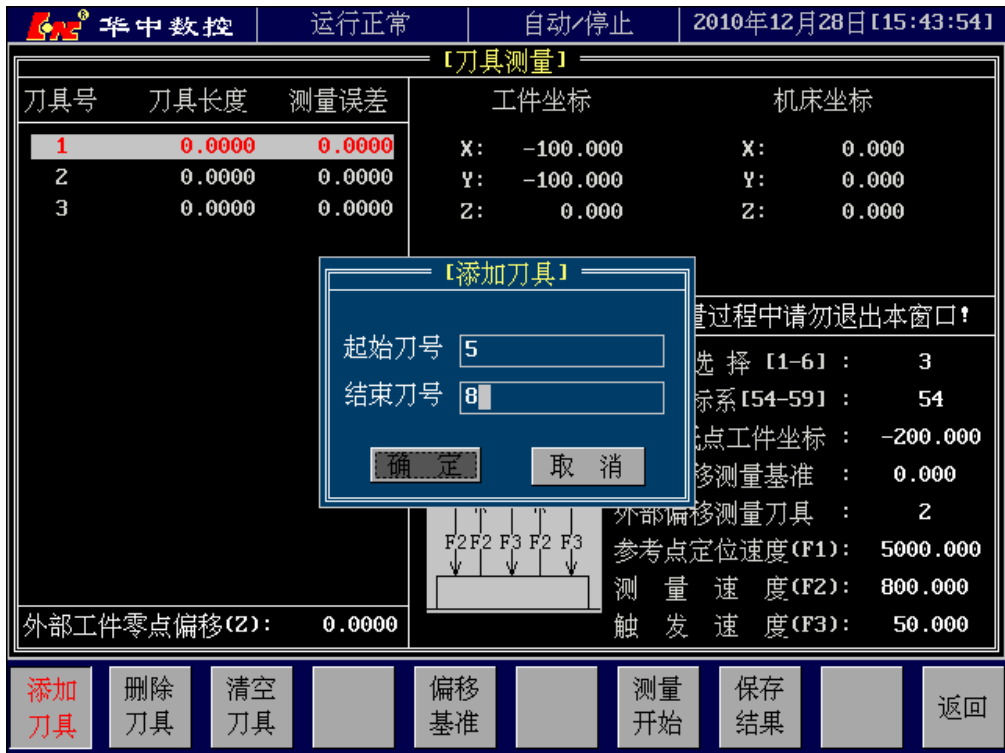 华中数控 运行正常 自动/停止 2010年12月28日[15:43:54]
[刀具测量]
刀具号 刀具长度 测量误差 工件坐标 机床坐标
1 0.0000 0.0000 X: -100.000 X: 0.000
2 0.0000 0.0000 Y: -100.000 Y: 0.000
3 0.0000 0.0000 Z: 0.000 Z: 0.000
[添加刀具]
过程中请勿退出本窗口!
起始刀号 5
选 择 [1-6] : 3
结束刀号 8
系[54-59] : 54
点工件坐标 : -200.000
确 定 取 消
移测量基准 : 0.000
外部偏移测量刀具 : 2
F2 F2 F3 F2 F3
参考点定位速度(F1): 5000.000
测 量 速 度(F2): 800.000
外部工件零点偏移(Z): 0.0000
触 发 速 度(F3): 50.000
添加刀具
删除刀具
清空刀具
偏移基准
测量开始
保存结果
返回